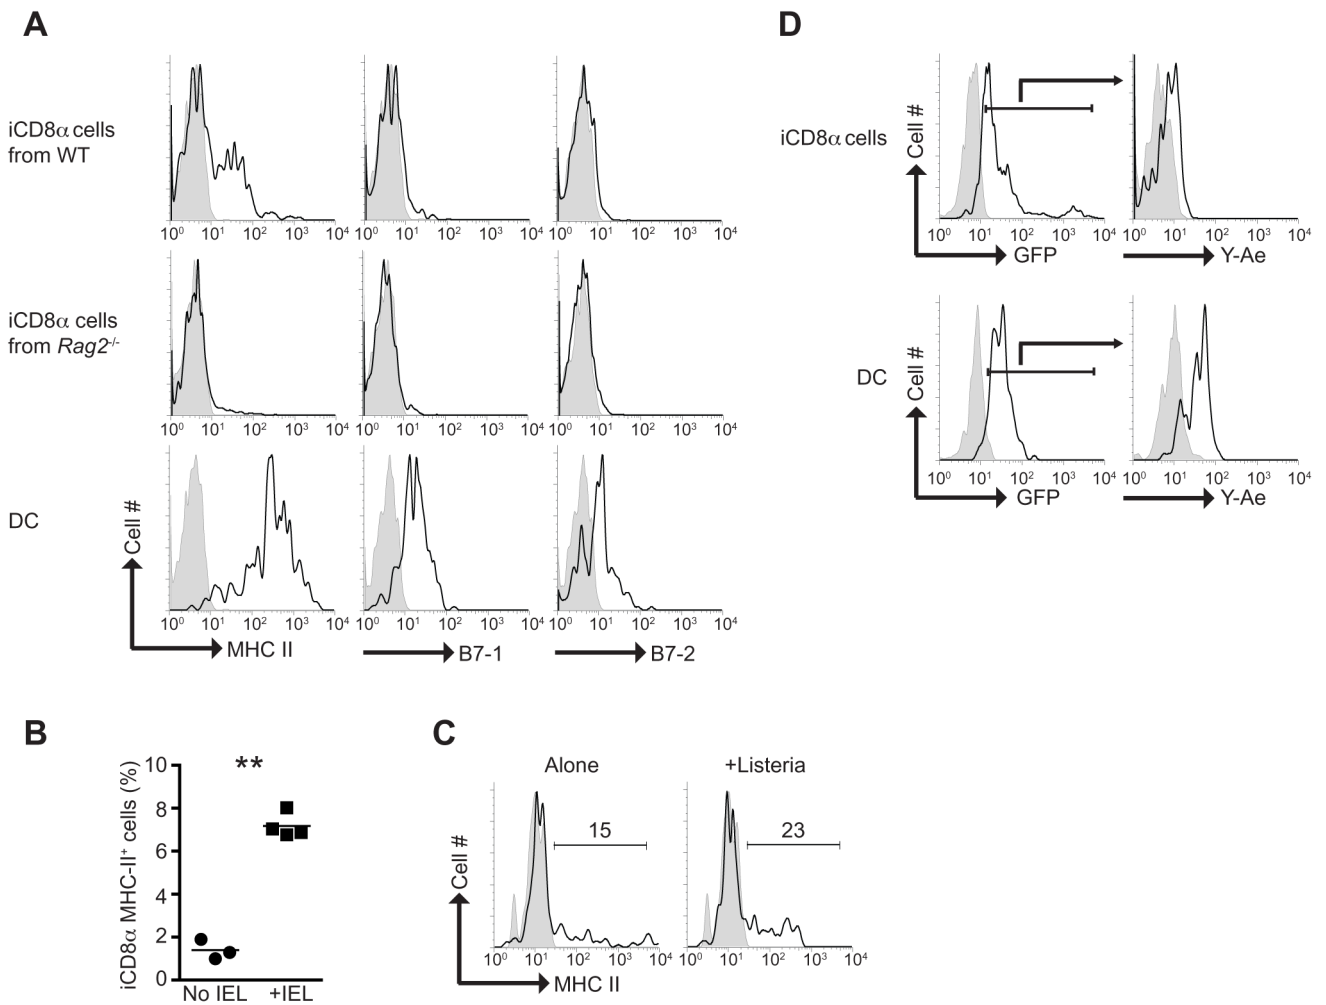 A
iCD8α cells
from WT
10⁰ 10¹ 10² 10³ 10⁴
10⁰ 10¹ 10² 10³ 10⁴
10⁰ 10¹ 10² 10³ 10⁴
iCD8α cells
from Rag2⁻/⁻
10⁰ 10¹ 10² 10³ 10⁴
10⁰ 10¹ 10² 10³ 10⁴
10⁰ 10¹ 10² 10³ 10⁴
DC
Cell #
10⁰ 10¹ 10² 10³ 10⁴
10⁰ 10¹ 10² 10³ 10⁴
10⁰ 10¹ 10² 10³ 10⁴
MHC II
B7-1
B7-2
D
iCD8α cells
Cell #
10⁰ 10¹ 10² 10³ 10⁴
10⁰ 10¹ 10² 10³ 10⁴
GFP
Y-Ae
DC
Cell #
10⁰ 10¹ 10² 10³ 10⁴
10⁰ 10¹ 10² 10³ 10⁴
GFP
Y-Ae
B
iCD8α MHC-II⁺ cells (%)
10
8
6
4
2
0
**
No IEL
+IEL
C
Alone
+Listeria
Cell #
15
23
10⁰ 10¹ 10² 10³ 10⁴
10⁰ 10¹ 10² 10³ 10⁴
MHC II